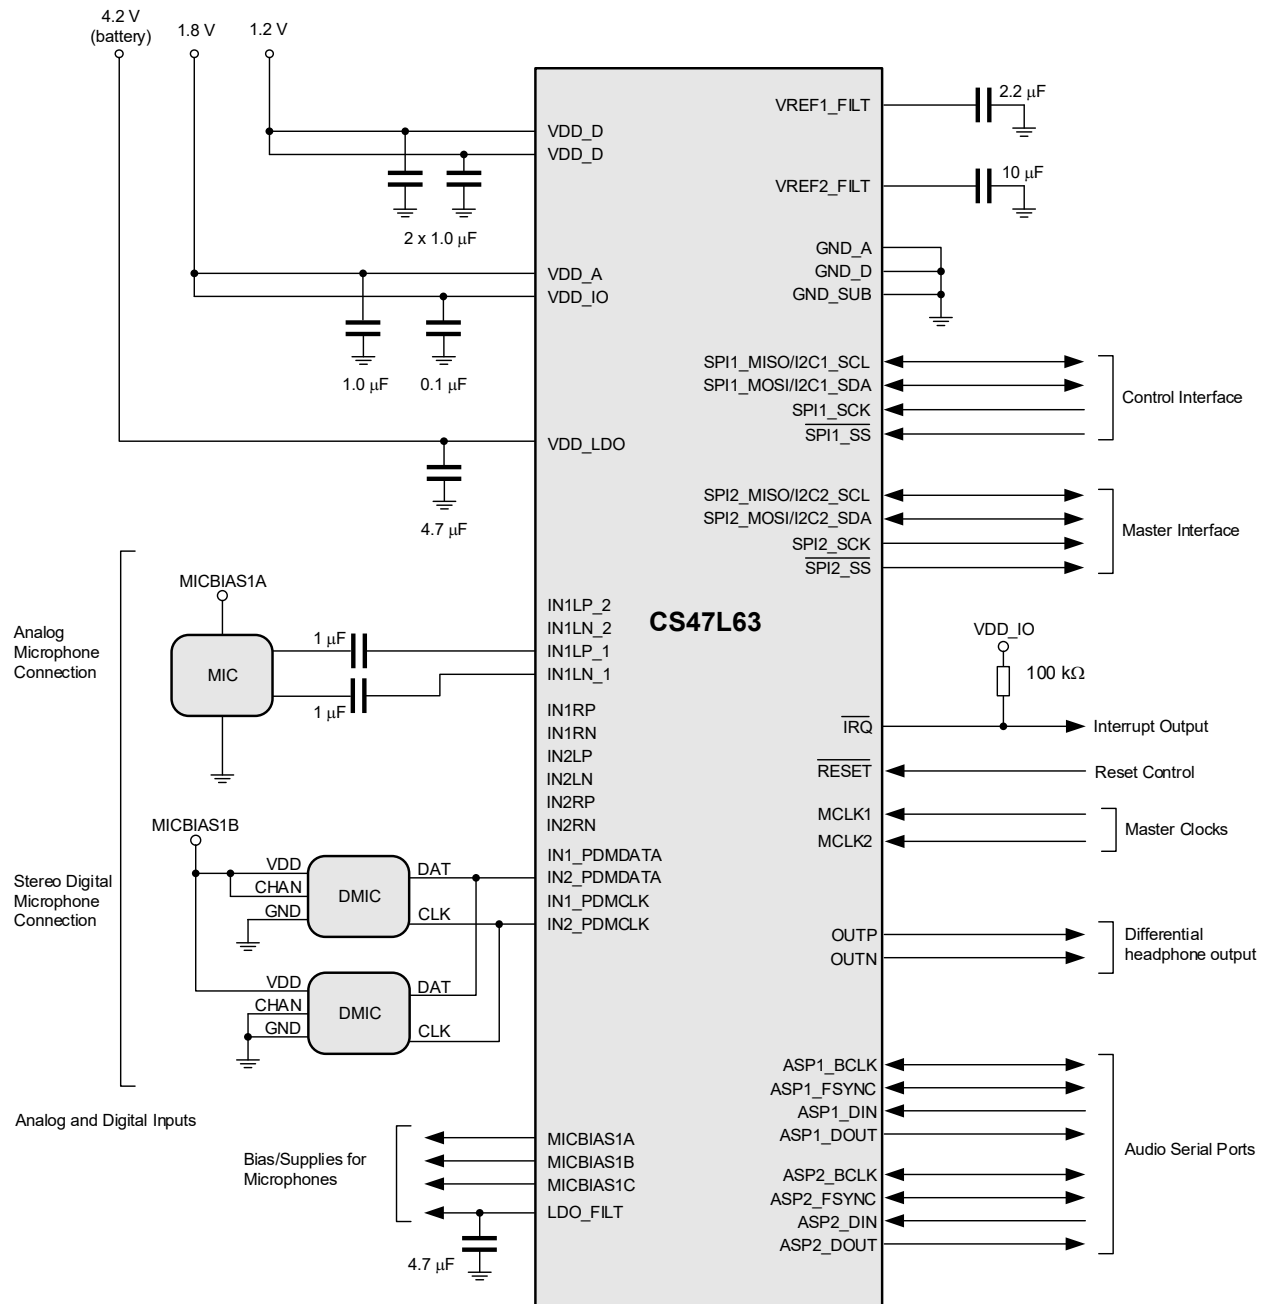 4.2 V
(battery)
1.8 V
1.2 V
VDD_D
VDD_D
2 x 1.0 μF
VDD_A
VDD_IO
1.0 μF
0.1 μF
VDD_LDO
4.7 μF
Analog
Microphone
Connection
MICBIAS1A
MIC
1 μF
1 μF
IN1LP_2
IN1LN_2
IN1LP_1
IN1LN_1
IN1RP
IN1RN
IN2LP
IN2LN
IN2RP
IN2RN
IN1_PDMDATA
IN2_PDMDATA
IN1_PDMCLK
IN2_PDMCLK
Stereo Digital
Microphone
Connection
MICBIAS1B
VDD
CHAN
GND
DMIC
DAT
CLK
VDD
CHAN
GND
DMIC
DAT
CLK
Analog and Digital Inputs
Bias/Supplies for
Microphones
MICBIAS1A
MICBIAS1B
MICBIAS1C
LDO_FILT
4.7 μF
CS47L63
VREF1_FILT
2.2 μF
VREF2_FILT
10 μF
GND_A
GND_D
GND_SUB
SPI1_MISO/I2C1_SCL
SPI1_MOSI/I2C1_SDA
SPI1_SCK
SPI1_SS
Control Interface
SPI2_MISO/I2C2_SCL
SPI2_MOSI/I2C2_SDA
SPI2_SCK
SPI2_SS
Master Interface
VDD_IO
100 kΩ
IRQ
Interrupt Output
RESET
Reset Control
MCLK1
MCLK2
Master Clocks
OUTP
OUTN
Differential
headphone output
ASP1_BCLK
ASP1_FSYNC
ASP1_DIN
ASP1_DOUT
ASP2_BCLK
ASP2_FSYNC
ASP2_DIN
ASP2_DOUT
Audio Serial Ports